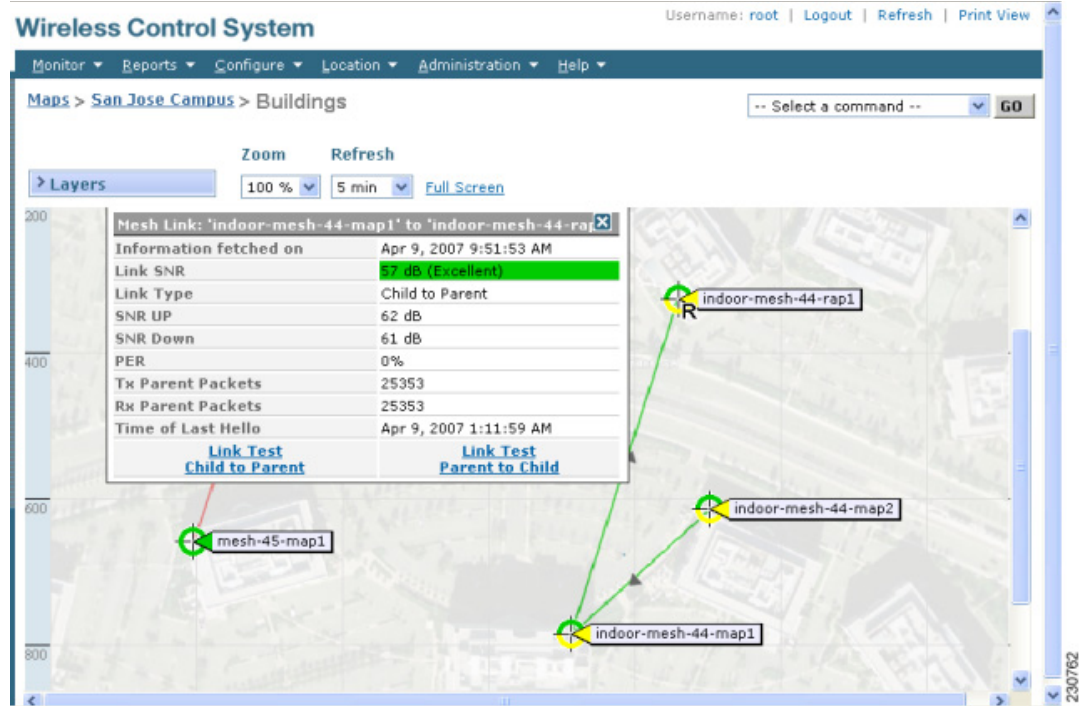 Username: root | Logout | Refresh | Print View
Wireless Control System
Monitor Reports Configure Location Administration Help
Maps > San Jose Campus > Buildings
-- Select a command -- GO
Zoom Refresh
> Layers 100 % 5 min Full Screen
200
Mesh Link: 'indoor-mesh-44-map1' to 'indoor-mesh-44-rap
Information fetched on Apr 9, 2007 9:51:53 AM
Link SNR 57 dB (Excellent)
Link Type Child to Parent
SNR UP 62 dB
SNR Down 61 dB
PER 0%
Tx Parent Packets 25353
Rx Parent Packets 25353
Time of Last Hello Apr 9, 2007 1:11:59 AM
Link Test Link Test
Child to Parent Parent to Child
indoor-mesh-44-rap1
R
400
600
indoor-mesh-44-map2
mesh-45-map1
indoor-mesh-44-map1
800
230762